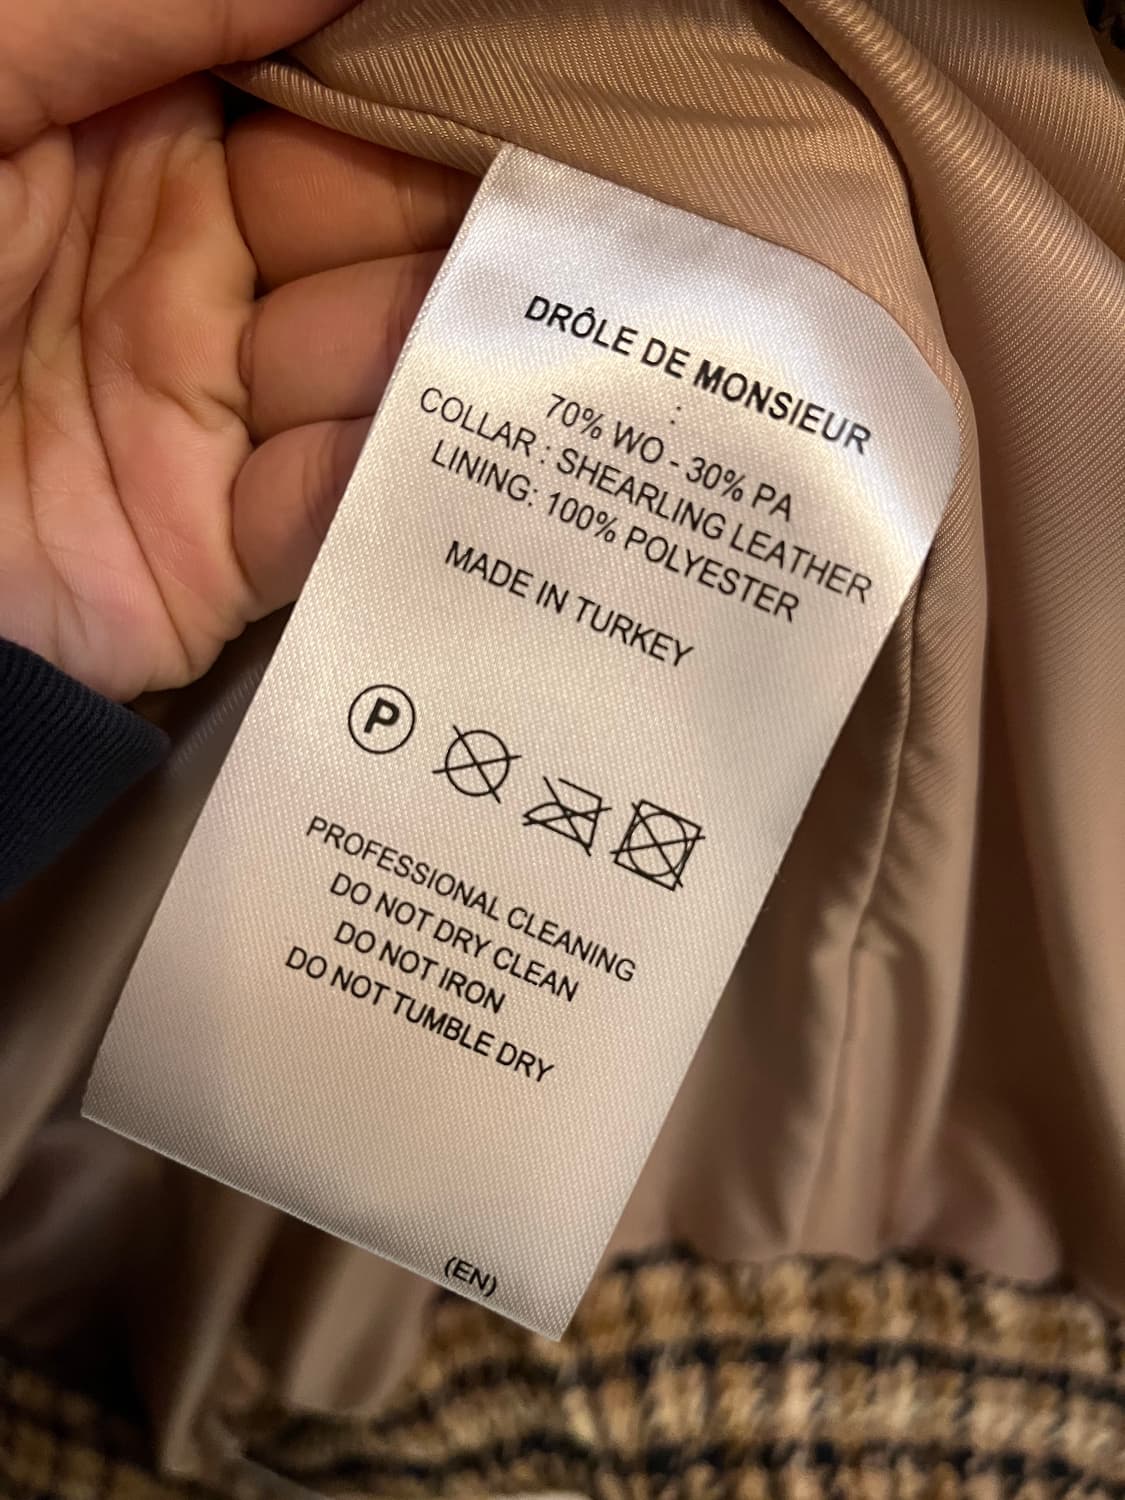 DRÔLE DE MONSIEUR
:
70% WO - 30% PA
COLLAR : SHEARLING LEATHER
LINING: 100% POLYESTER
MADE IN TURKEY
P
PROFESSIONAL CLEANING
DO NOT DRY CLEAN
DO NOT IRON
DO NOT TUMBLE DRY
(EN)